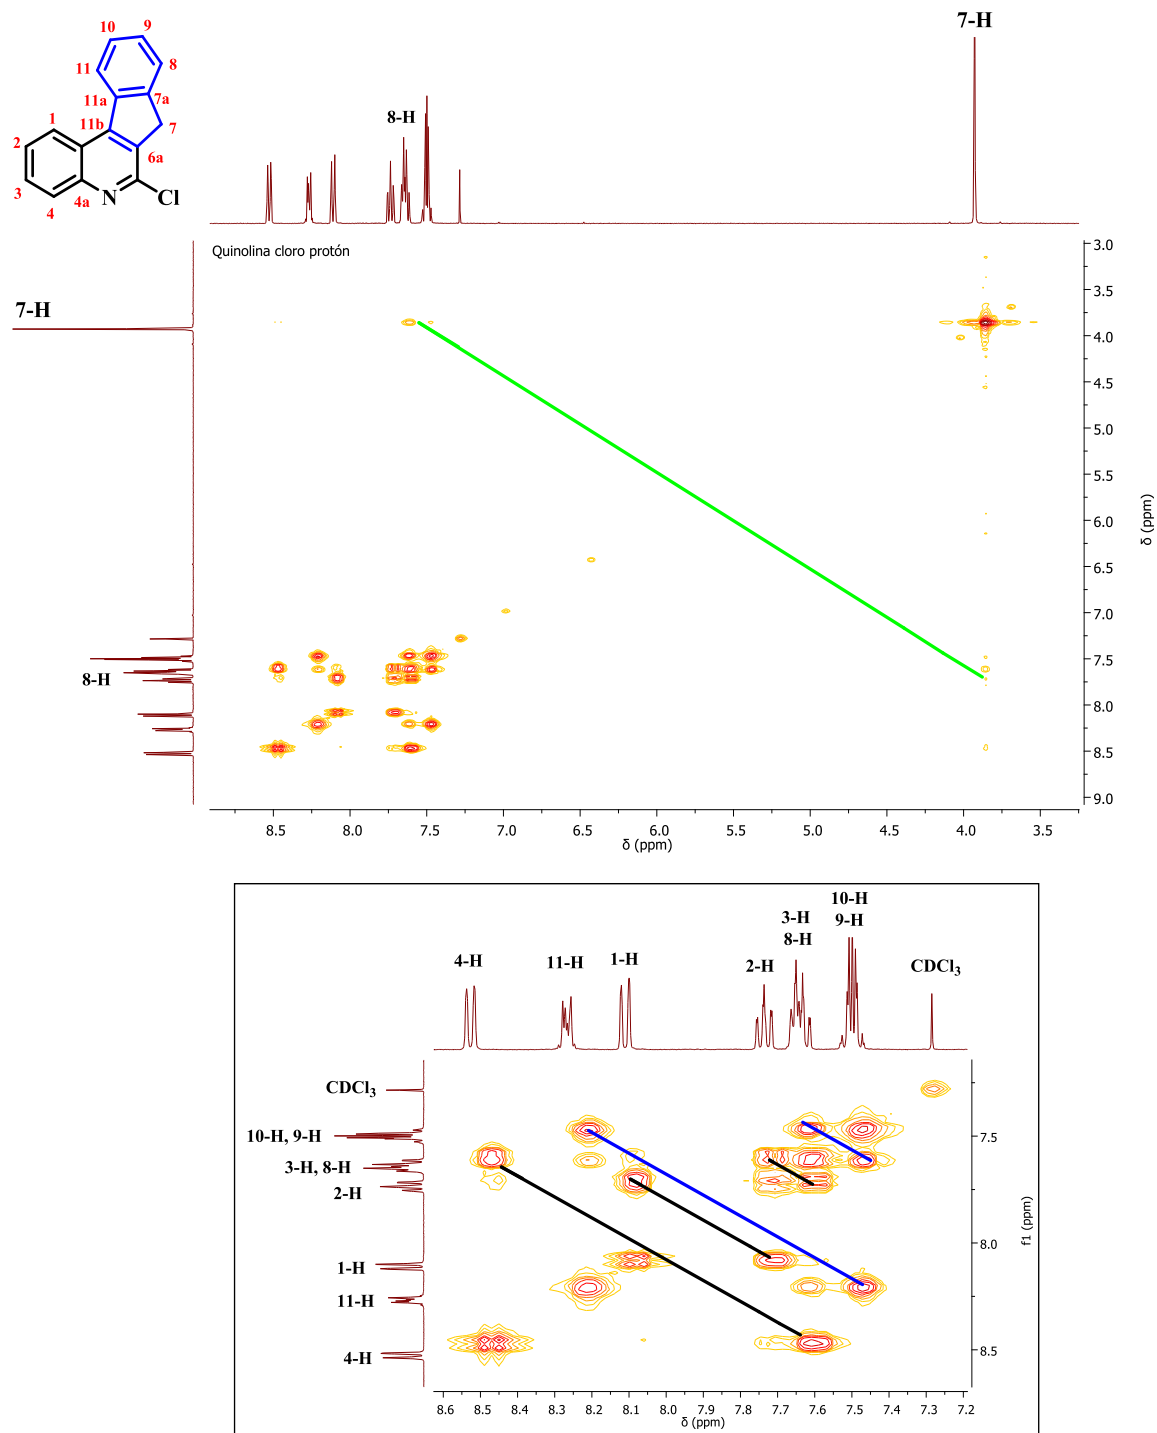 10
9
11
8
11a
7a
11b
7
1
2
6a
3
4a
N
Cl
4
7-H
8-H
Quinolina cloro protón
7-H
8-H
3.0
3.5
4.0
4.5
5.0
5.5
6.0
6.5
7.0
7.5
8.0
8.5
9.0
δ (ppm)
8.5 8.0 7.5 7.0 6.5 6.0 5.5 5.0 4.5 4.0 3.5
δ (ppm)
10-H
3-H 9-H
8-H
4-H 11-H 1-H 2-H CDCl3
CDCl3
10-H, 9-H
3-H, 8-H
2-H
1-H
11-H
4-H
7.5
8.0
8.5
f1 (ppm)
8.6 8.5 8.4 8.3 8.2 8.1 8.0 7.9 7.8 7.7 7.6 7.5 7.4 7.3 7.2
δ (ppm)